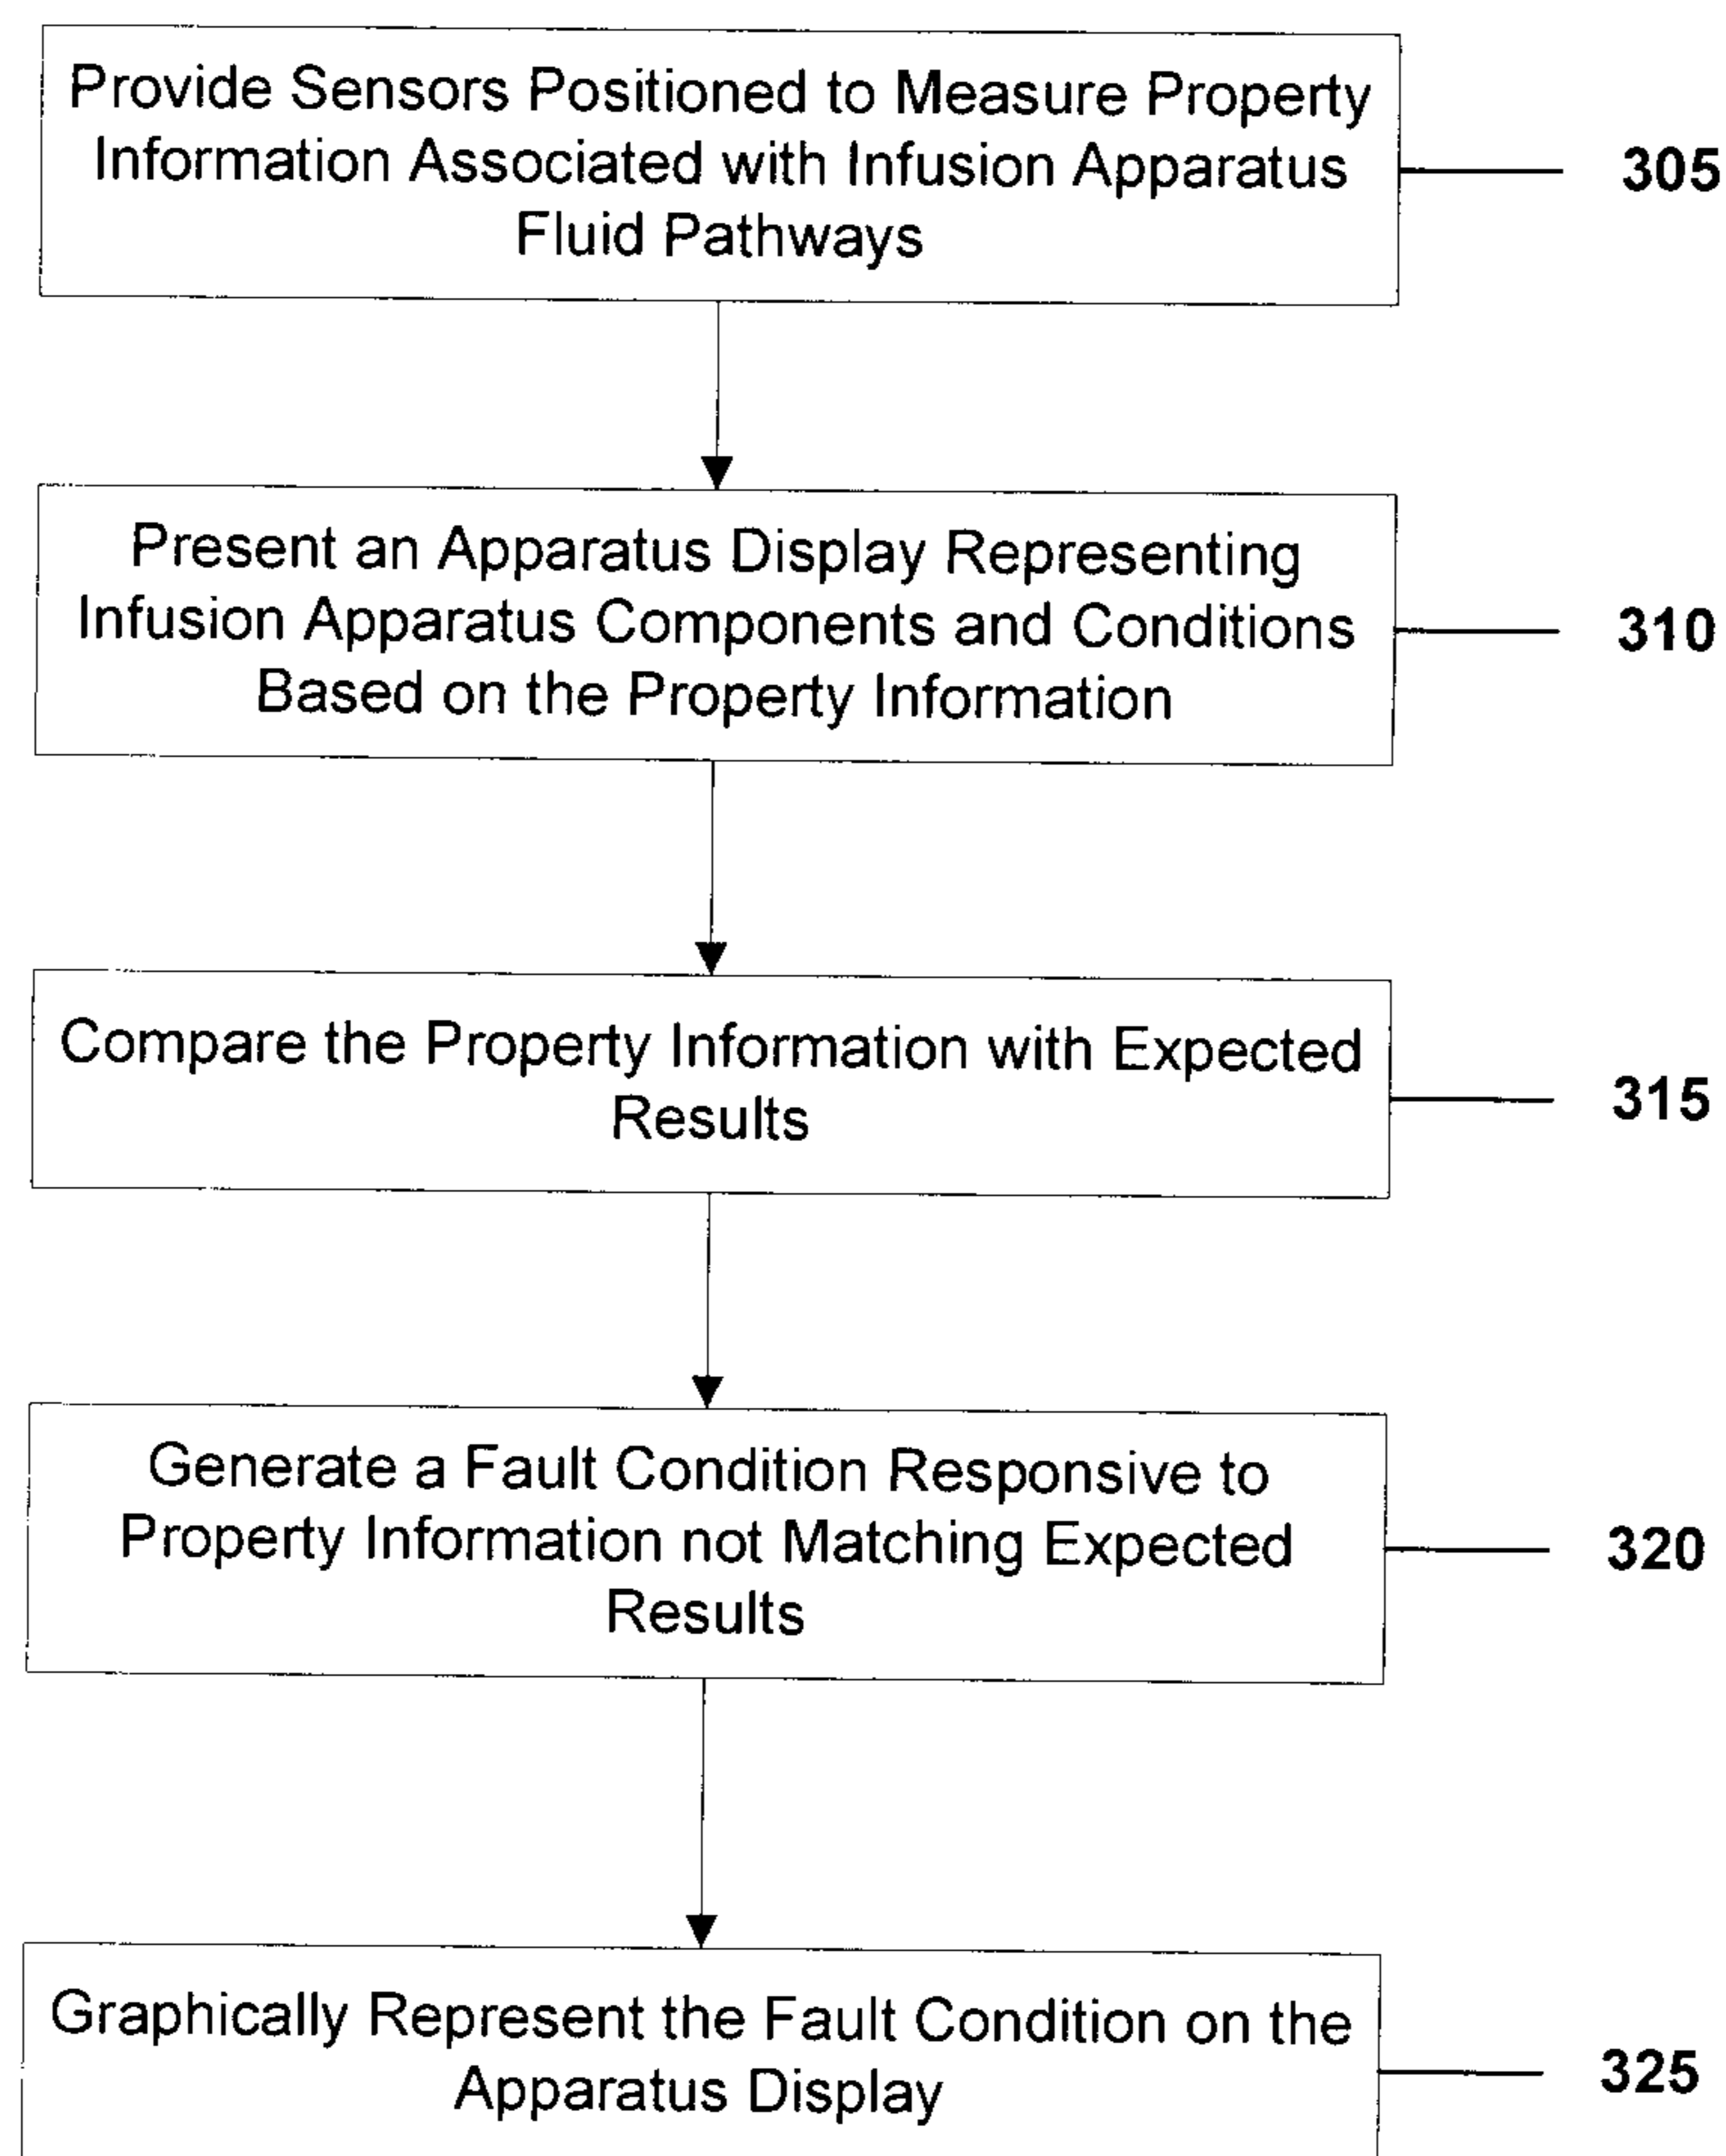 Provide Sensors Positioned to Measure Property
Information Associated with Infusion Apparatus
Fluid Pathways
305
Present an Apparatus Display Representing
Infusion Apparatus Components and Conditions
Based on the Property Information
310
Compare the Property Information with Expected
Results
315
Generate a Fault Condition Responsive to
Property Information not Matching Expected
Results
320
Graphically Represent the Fault Condition on the
Apparatus Display
325